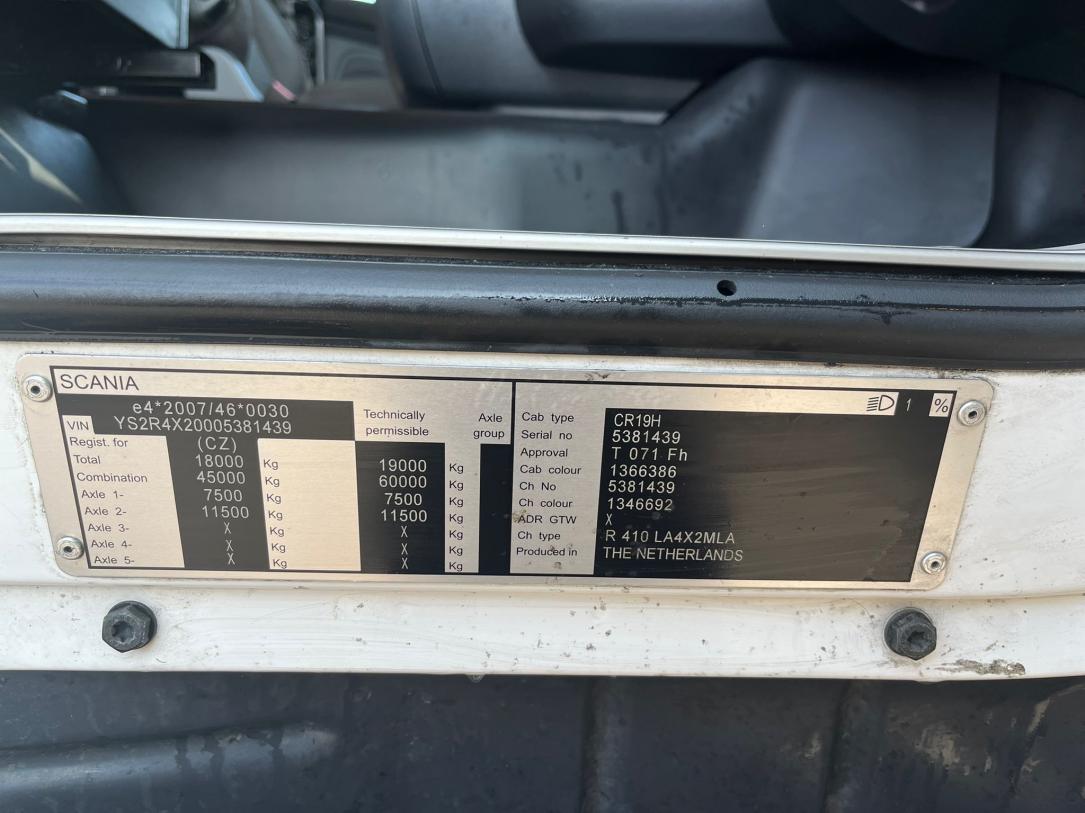 SCANIA
e4*2007/46*0030
VIN YS2R4X20005381439
Technically permissible Axle group
Regist. for (CZ)
Total 18000 Kg 19000 Kg
Combination 45000 Kg 60000 Kg
Axle 1- 7500 Kg 7500 Kg
Axle 2- 11500 Kg 11500 Kg
Axle 3- X Kg X Kg
Axle 4- X Kg X Kg
Axle 5- X Kg X Kg
1 %
Cab type CR19H
Serial no 5381439
Approval T 071 Fh
Cab colour 1366386
Ch No 5381439
Ch colour 1346692
ADR GTW X
Ch type R 410 LA4X2MLA
Produced in THE NETHERLANDS